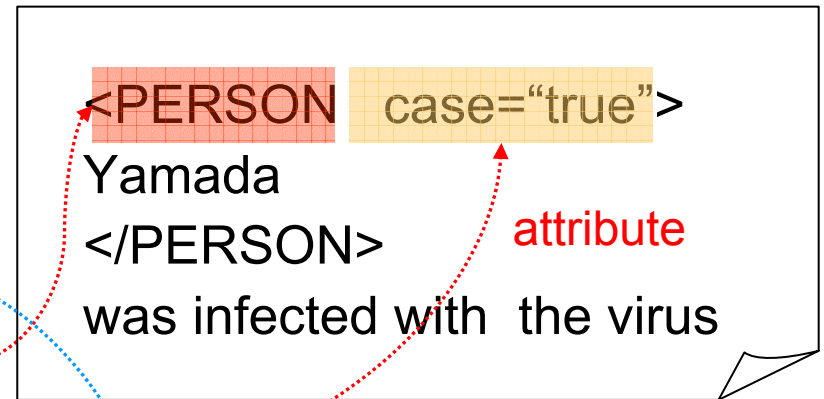 <PERSON case=“true”>
Yamada
</PERSON>
attribute
was infected with the virus